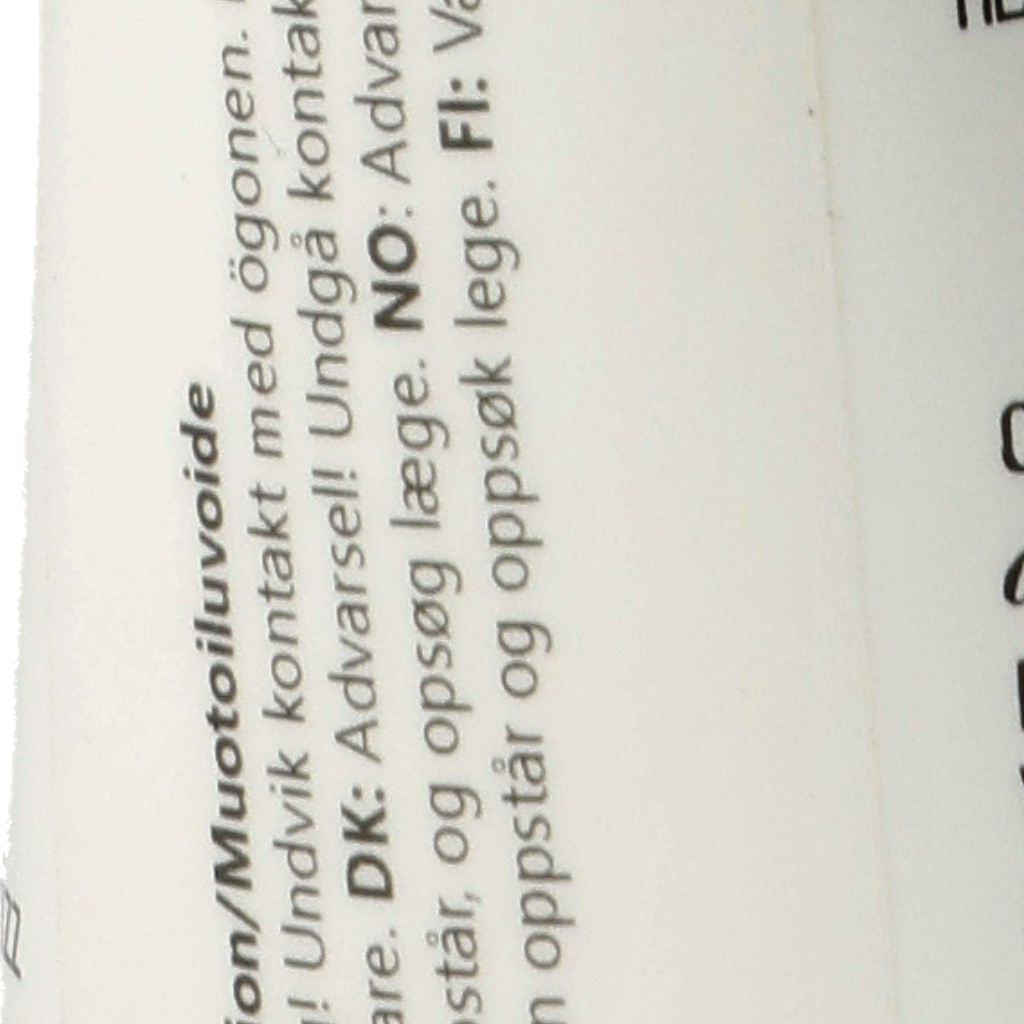 ion/Muotoiluvoide
! Undvik kontakt med ögonen.
are. DK: Advarsel! Undgå kontak
står, og opsøg læge. NO: Advar
n oppstår og oppsøk lege. FI: Va